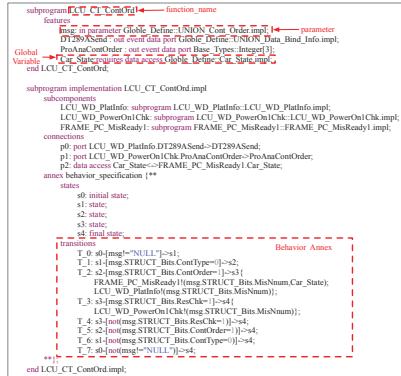 subprogram LCU_CT_ContOrd function_name
features
msg: in parameter Globle_Define::UNION_Cont_Order.impl; parameter
DT289ASend : out event data port Globle_Define::UNION_Data_Bind_Info.impl;
ProAnaContOrder : out event data port Base_Types::Integer[3];
Global Variable
Car_State:requires data access Globle_Define::Car_State.impl;
end LCU_CT_ContOrd;
subprogram implementation LCU_CT_ContOrd.impl
subcomponents
LCU_WD_PlatInfo: subprogram LCU_WD_PlatInfo::LCU_WD_PlatInfo.impl;
LCU_WD_PowerOn1Chk: subprogram LCU_WD_PowerOn1Chk::LCU_WD_PowerOn1Chk.impl;
FRAME_PC_MisReady1: subprogram FRAME_PC_MisReady1::FRAME_PC_MisReady1.impl;
connections
p0: port LCU_WD_PlatInfo.DT289ASend->DT289ASend;
p1: port LCU_WD_PowerOn1Chk.ProAnaContOrder->ProAnaContOrder;
p2: data access Car_State<->FRAME_PC_MisReady1.Car_State;
annex behavior_specification {**
states
s0: initial state;
s1: state;
s2: state;
s3: state;
s4: final state;
transitions
Behavior Annex
T_0: s0-[msg!="NULL"]->s1;
T_1: s1-[msg.STRUCT_Bits.ContType=0]->s2;
T_2: s2-[msg.STRUCT_Bits.ContOrder=1]->s3{
FRAME_PC_MisReady1!(msg.STRUCT_Bits.MisNum,Car_State);
LCU_WD_PlatInfo!(msg.STRUCT_Bits.MisNum)};
T_3: s3-[msg.STRUCT_Bits.ResChk=1]->s4{
LCU_WD_PowerOn1Chk!(msg.STRUCT_Bits.MisNum)};
T_4: s3-[not(msg.STRUCT_Bits.ResChk=1)]->s4;
T_5: s2-[not(msg.STRUCT_Bits.ContOrder=1)]->s4;
T_6: s1-[not(msg.STRUCT_Bits.ContType=0)]->s4;
T_7: s0-[not(msg!="NULL")]->s4;
**};
end LCU_CT_ContOrd.impl;